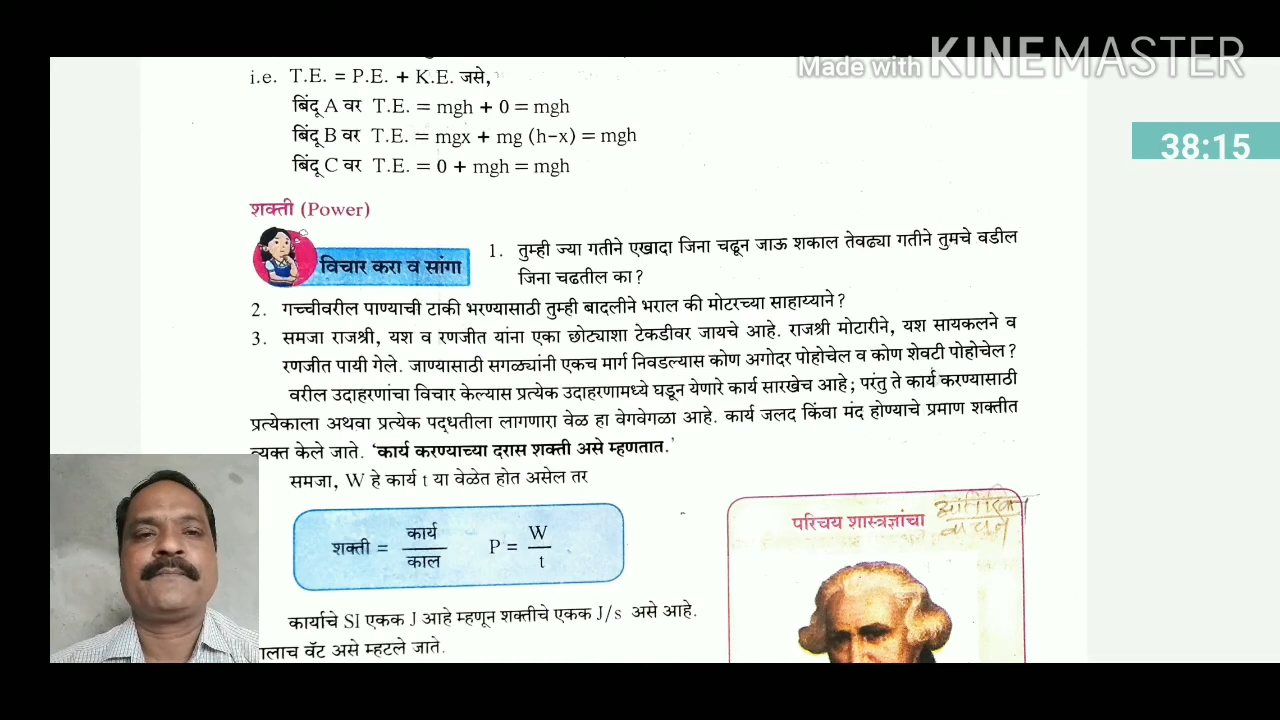 Made with KINEMASTER
i.e. T.E. = P.E. + K.E. जसे,
बिंदू A वर T.E. = mgh + 0 = mgh
38:15
बिंदू B वर T.E. = mgx + mg (h-x) = mgh
बिंदू C वर T.E. = 0 + mgh = mgh
शक्ती (Power)
विचार करा व सांगा
1. तुम्ही ज्या गतीने एखादा जिना चढून जाऊ शकाल तेवढ्या गतीने तुमचे वडील
जिना चढतील का?
2. गच्चीवरील पाण्याची टाकी भरण्यासाठी तुम्ही बादलीने भराल की मोटरच्या साहाय्याने?
3. समजा राजश्री, यश व रणजीत यांना एका छोट्याशा टेकडीवर जायचे आहे. राजश्री मोटारीने, यश सायकलने व
रणजीत पायी गेले. जाण्यासाठी सगळ्यांनी एकच मार्ग निवडल्यास कोण अगोदर पोहोचेल व कोण शेवटी पोहोचेल?
वरील उदाहरणांचा विचार केल्यास प्रत्येक उदाहरणामध्ये घडून येणारे कार्य सारखेच आहे; परंतु ते कार्य करण्यासाठी
प्रत्येकाला अथवा प्रत्येक पद्धतीला लागणारा वेळ हा वेगवेगळा आहे. कार्य जलद किंवा मंद होण्याचे प्रमाण शक्तीत
व्यक्त केले जाते. ‘कार्य करण्याच्या दरास शक्ती असे म्हणतात.’
समजा, W हे कार्य t या वेळेत होत असेल तर
शक्ती = कार्य / काल P = W / t
परिचय शास्त्रज्ञांचा
कार्याचे SI एकक J आहे म्हणून शक्तीचे एकक J/s असे आहे.
ालाच वॅट असे म्हटले जाते.